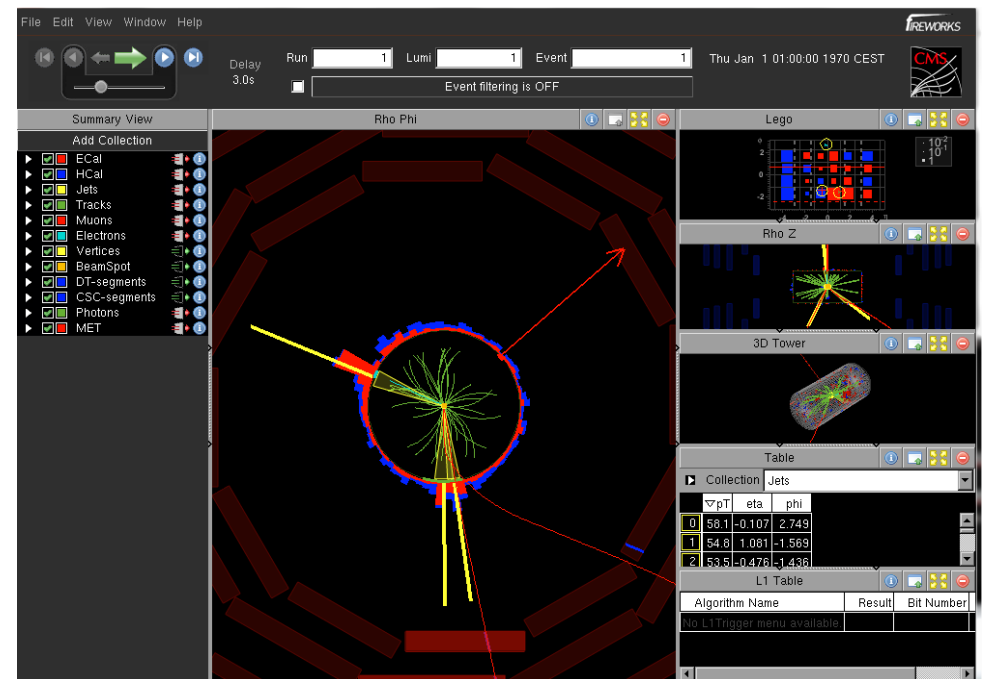 File Edit View Window Help
FIREWORKS
Delay
3.0s
Run 1 Lumi 1 Event 1
Thu Jan 1 01:00:00 1970 CEST
CMS
Event filtering is OFF
Summary View
Add Collection
ECal
HCal
Jets
Tracks
Muons
Electrons
Vertices
BeamSpot
DT-segments
CSC-segments
Photons
MET
Rho Phi
Lego
Rho Z
3D Tower
Table
Collection Jets
pT eta phi
0 58.1 -0.107 2.749
1 54.8 1.081 -1.569
2 53.5 -0.476 -1.436
L1 Table
Algorithm Name Result Bit Number
No L1Trigger menu available.